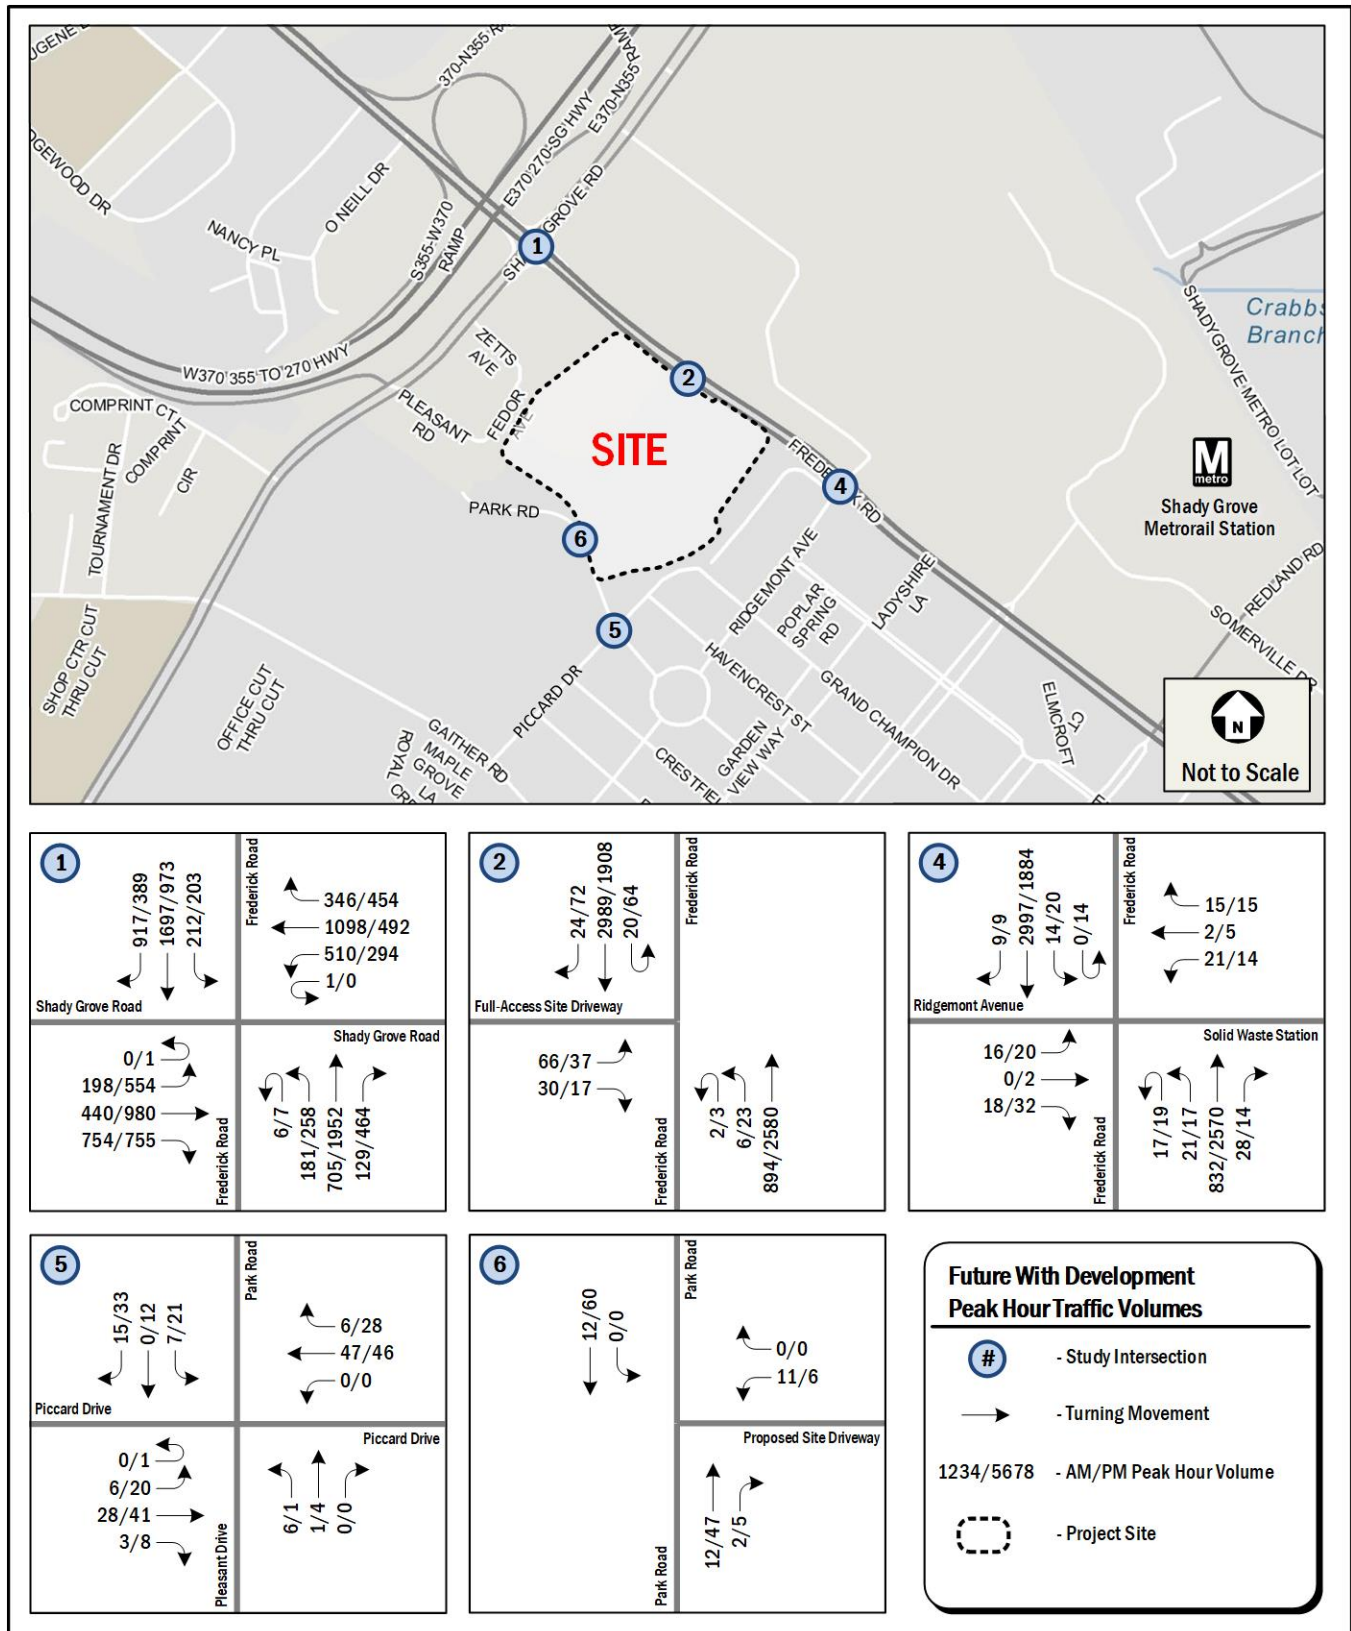 UGENE
370-N355 RA
RAMP
E370-N355
E370 270-SG HWY
DGEWOOD DR
O NEILL DR
NANCY PL
S355-W370
RAMP
SHA GROVE RD
1
SHADYGROVE METRO LOT LOT
Crabbs
Branch
ZETTS
AVE
W370 355 TO 270 HWY
2
COMPRINT CT
COMPRINT
CIR
TOURNAMENT DR
PLEASANT
RD
FEDOR
AVE
SITE
FREDE K RD
4
M
metro
Shady Grove
Metrorail Station
PARK RD
6
RIDGEMONT AVE
POPLAR
SPRING
RD
LADYSHIRE
LA
REDLAND RD
SOMERVILLE DR
5
SHOP CTR CUT
THRU CUT
OFFICE CUT
THRU CUT
PICCARD DR
HAVENCREST ST
GRAND CHAMPION DR
ELMCROFT
CT
GAITHER RD
MAPLE
GROVE
LA
ROYAL
CRE
CRESTFIE
GARDEN
VIEW WAY
N
Not to Scale
1
917/389
1697/973
212/203
Frederick Road
346/454
1098/492
510/294
1/0
Shady Grove Road
Shady Grove Road
0/1
198/554
440/980
754/755
Frederick Road
6/7
181/258
705/1952
129/464
2
24/72
2989/1908
20/64
Frederick Road
Full-Access Site Driveway
66/37
30/17
Frederick Road
2/3
6/23
894/2580
4
9/9
2997/1884
14/20
0/14
Frederick Road
15/15
2/5
21/14
Ridgemont Avenue
Solid Waste Station
16/20
0/2
18/32
Frederick Road
17/19
21/17
832/2570
28/14
5
15/33
0/12
7/21
Park Road
6/28
47/46
0/0
Piccard Drive
Piccard Drive
0/1
6/20
28/41
3/8
Pleasant Drive
6/1
1/4
0/0
6
12/60
0/0
Park Road
0/0
11/6
Proposed Site Driveway
Park Road
12/47
2/5
Future With Development
Peak Hour Traffic Volumes
# - Study Intersection
- Turning Movement
1234/5678 - AM/PM Peak Hour Volume
- Project Site